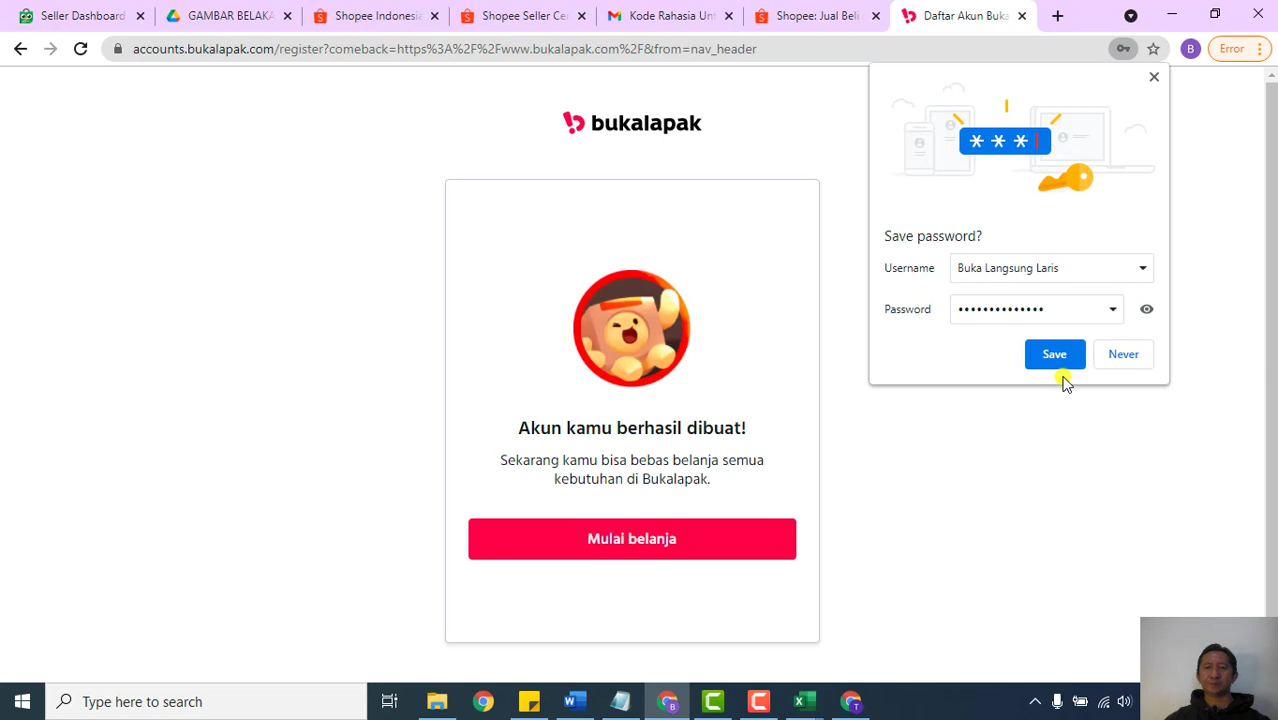 Seller Dashboard
GAMBAR BELAKA
Shopee Indonesia
Shopee Seller Cen
Kode Rahasia Un
Shopee: Jual Beli
Daftar Akun Buka
accounts.bukalapak.com/register?comeback=https%3A%2F%2Fwww.bukalapak.com%2F&from=nav_header
B
Error
bukalapak
***
Save password?
Username
Buka Langsung Laris
Password
••••••••••••••
Save
Never
Akun kamu berhasil dibuat!
Sekarang kamu bisa bebas belanja semua
kebutuhan di Bukalapak.
Mulai belanja
Type here to search